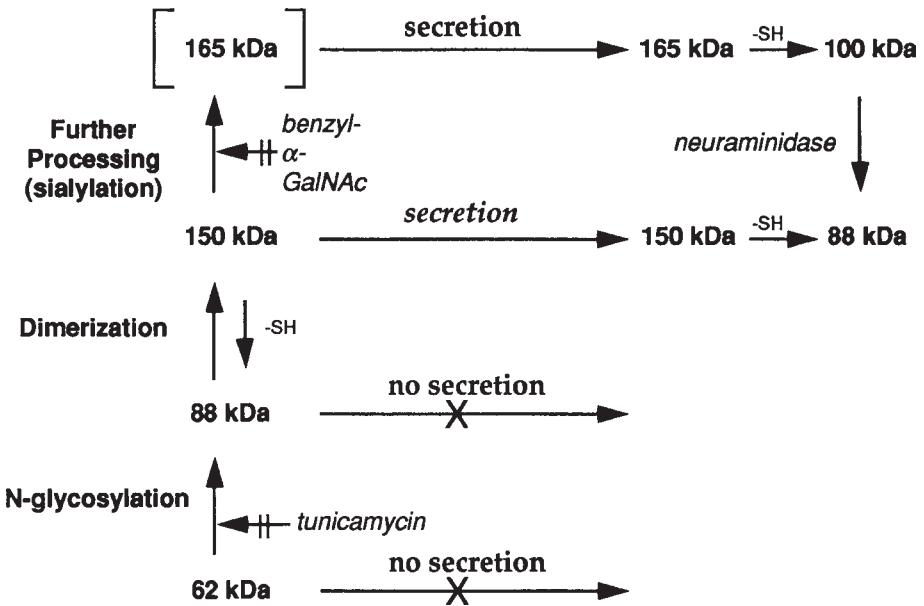 secretion
165 kDa
165 kDa
-SH
100 kDa
Further
Processing
(sialylation)
benzyl-
α-
GalNAc
neuraminidase
secretion
150 kDa
150 kDa
-SH
88 kDa
Dimerization
-SH
no secretion
88 kDa
X
N-glycosylation
tunicamycin
no secretion
62 kDa
X